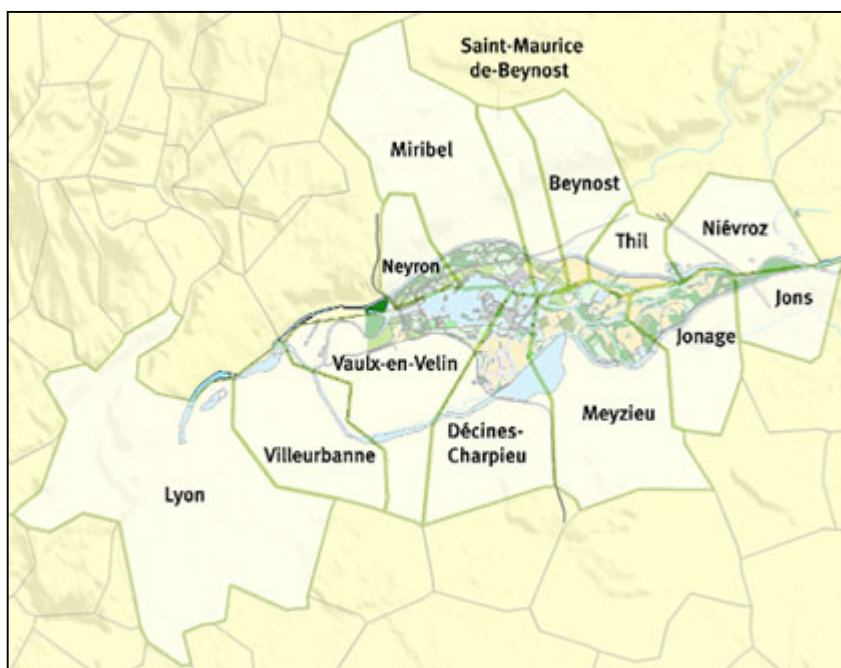 Saint-Maurice
de-Beynost
Miribel
Beynost
Niévroz
Thil
Neyron
Jons
Jonage
Vaulx-en-Velin
Meyzieu
Décines-
Charpieu
Villeurbanne
Lyon